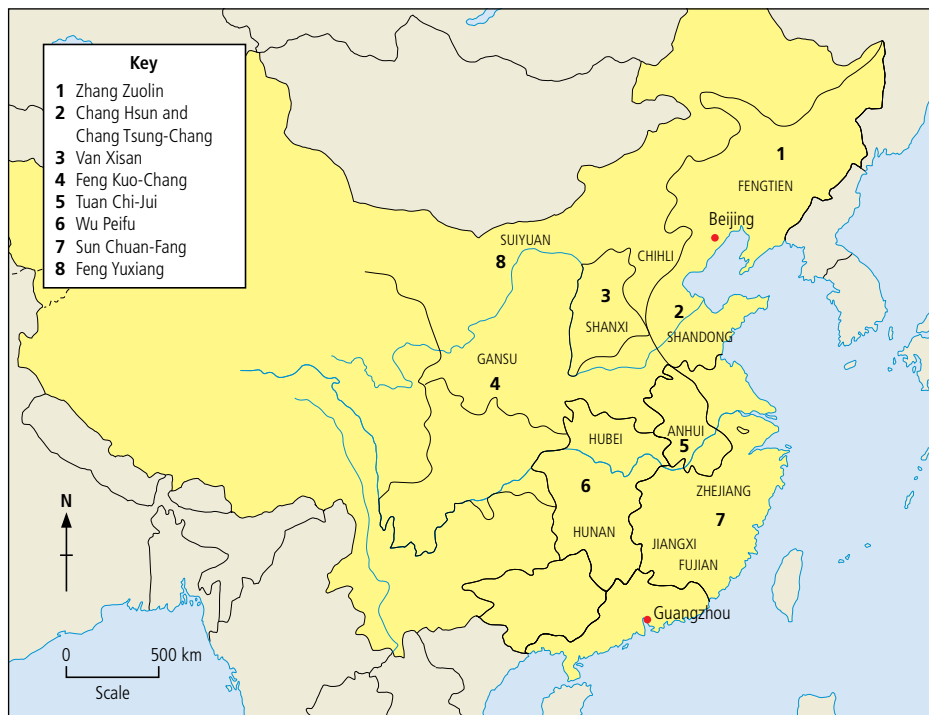 Key
1 Zhang Zuolin
2 Chang Hsun and
Chang Tsung-Chang
3 Van Xisan
4 Feng Kuo-Chang
5 Tuan Chi-Jui
6 Wu Peifu
7 Sun Chuan-Fang
8 Feng Yuxiang
1
FENGTIEN
Beijing
SUIYUAN
8
CHIHLI
3
SHANXI
2
SHANDONG
GANSU
4
HUBEI
ANHUI
5
6
HUNAN
ZHEJIANG
7
JIANGXI
FUJIAN
Guangzhou
N
0 500 km
Scale